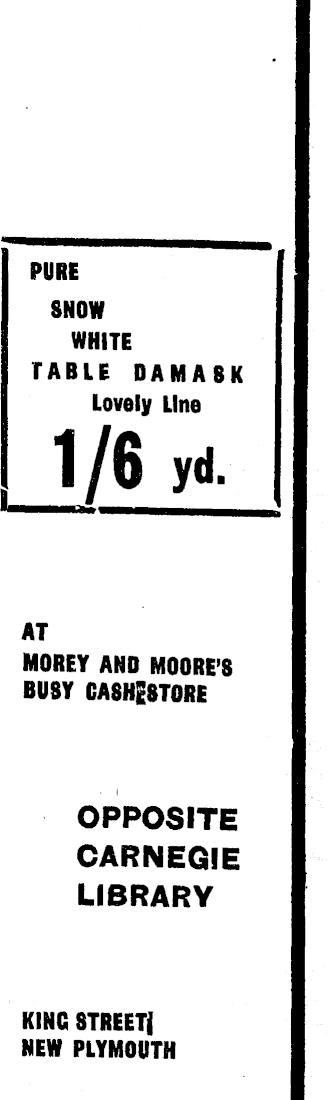 PURE
SNOW
WHITE
TABLE DAMASK
Lovely Line
1/6 yd.
AT
MOREY AND MOORE'S
BUSY CASH STORE
OPPOSITE
CARNEGIE
LIBRARY
KING STREET
NEW PLYMOUTH